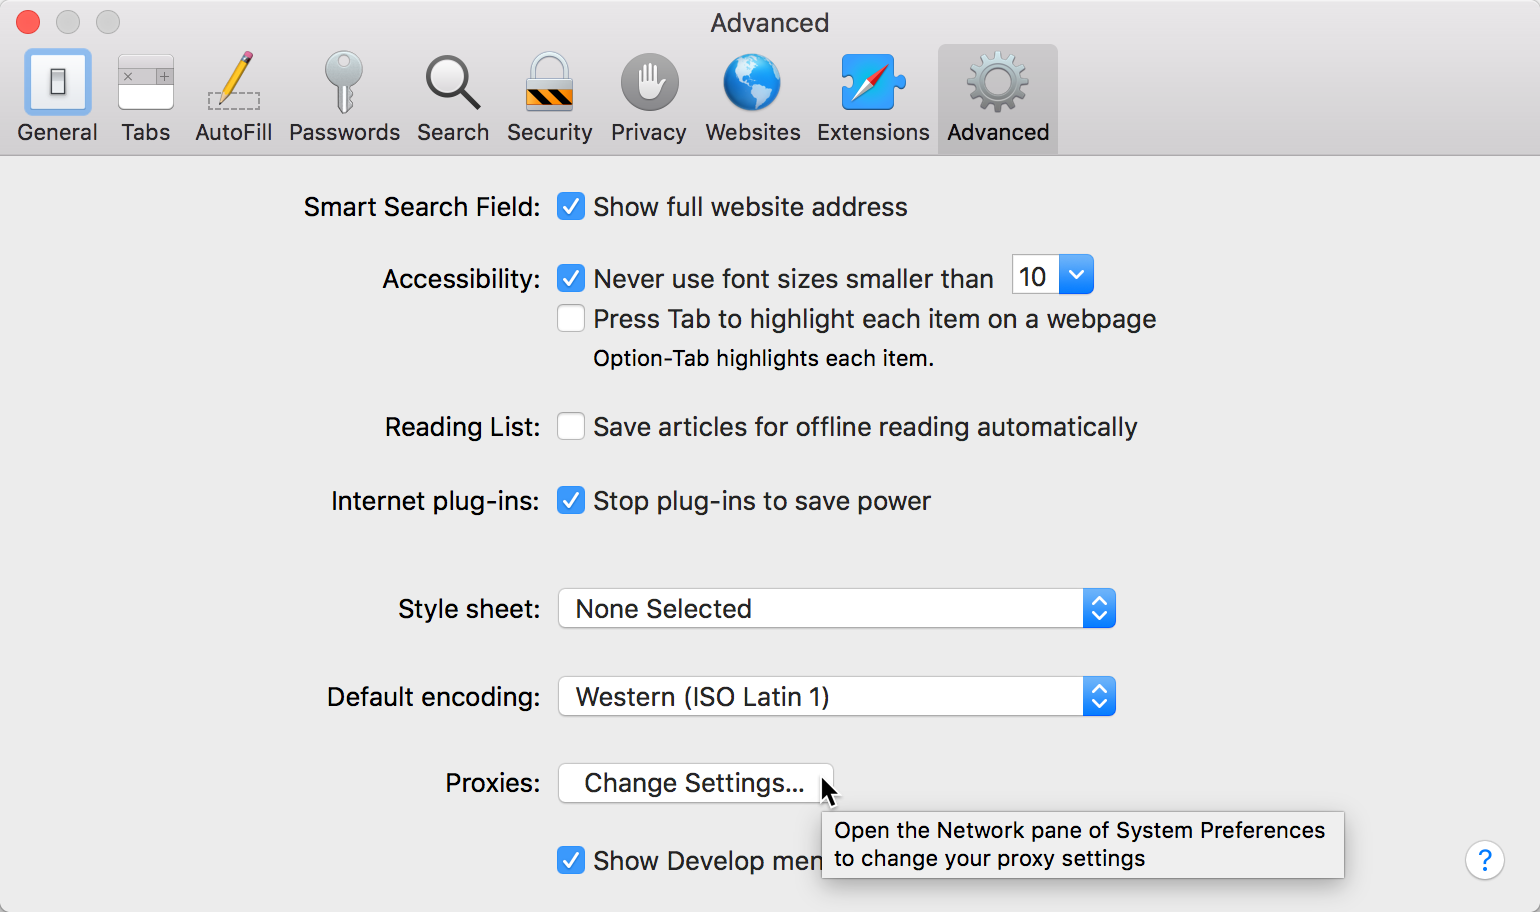 Advanced
General Tabs AutoFill Passwords Search Security Privacy Websites Extensions Advanced
Smart Search Field: Show full website address
Accessibility: Never use font sizes smaller than 10
Press Tab to highlight each item on a webpage
Option-Tab highlights each item.
Reading List: Save articles for offline reading automatically
Internet plug-ins: Stop plug-ins to save power
Style sheet: None Selected
Default encoding: Western (ISO Latin 1)
Proxies: Change Settings...
Open the Network pane of System Preferences
to change your proxy settings
Show Develop men
?